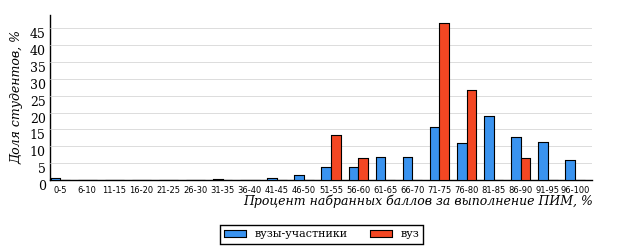 Доля студентов, %
45
40
35
30
25
20
15
10
5
0
0-5 6-10 11-15 16-20 21-25 26-30 31-35 36-40 41-45 46-50 51-55 56-60 61-65 66-70 71-75 76-80 81-85 86-90 91-95 96-100
Процент набранных баллов за выполнение ПИМ, %
вузы-участники вуз